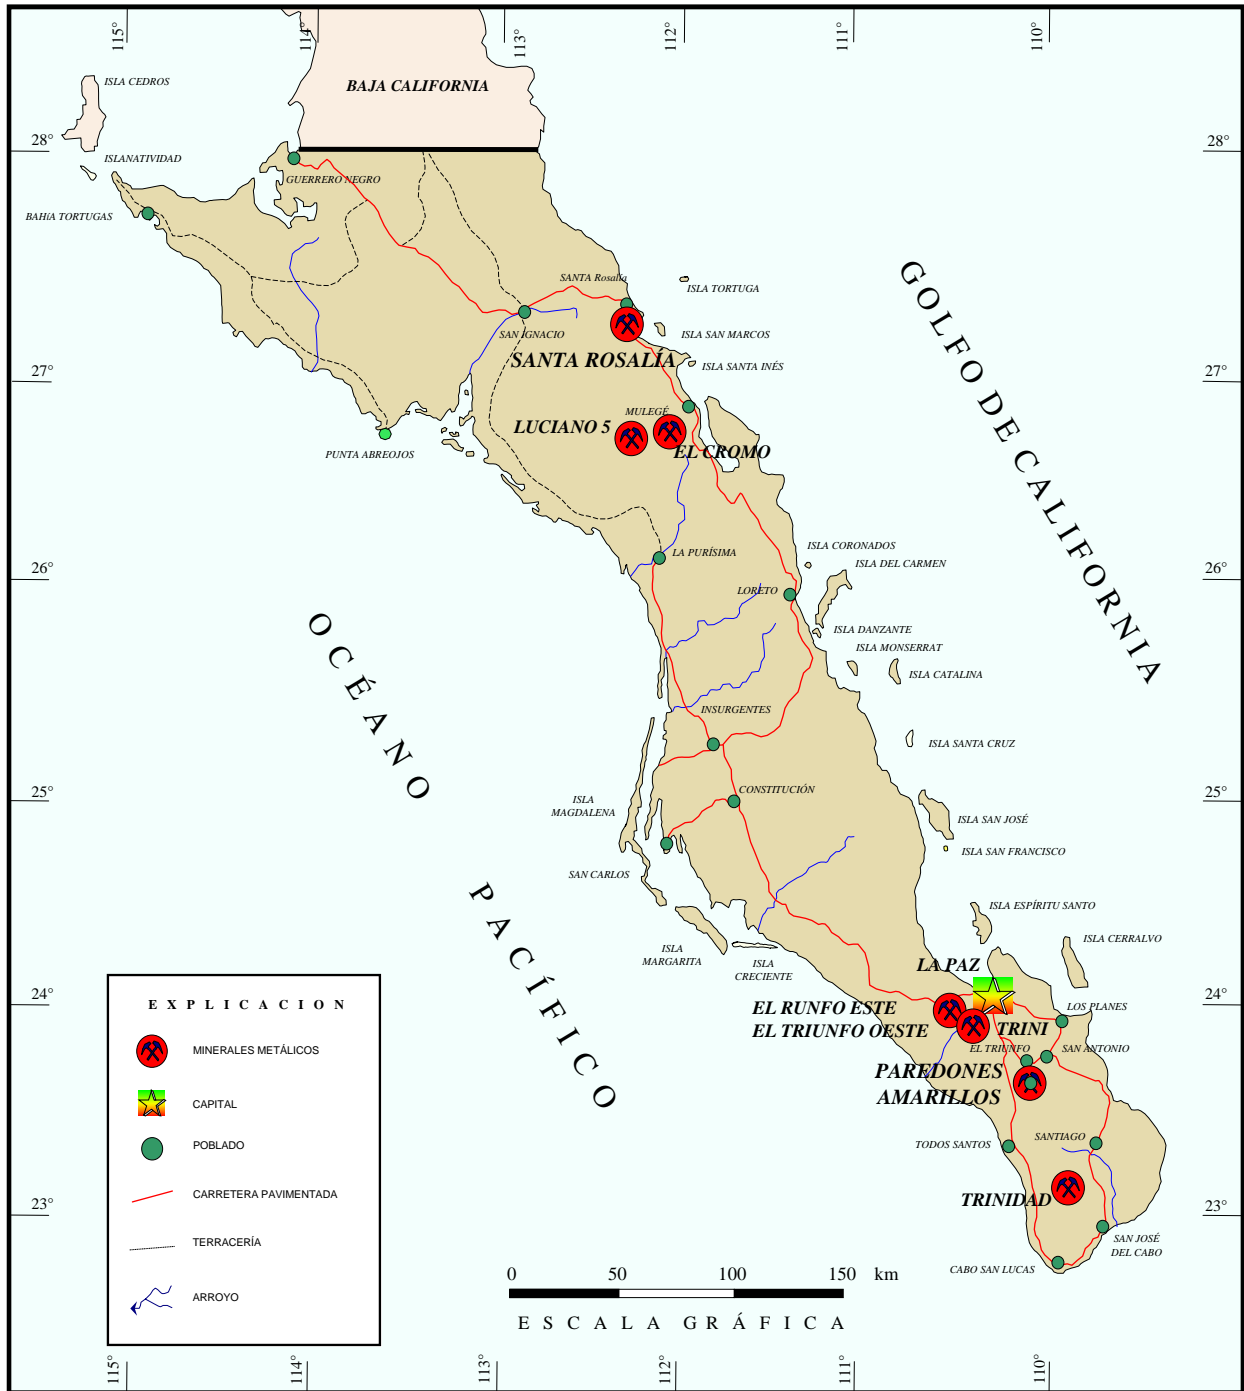 115°
114°
113°
112°
111°
110°
BAJA CALIFORNIA
ISLA CEDROS
28°
28°
ISLANATIVIDAD
GUERRERO NEGRO
BAHíA TORTUGAS
SANTA Rosalía
ISLA TORTUGA
SAN IGNACIO
ISLA SAN MARCOS
SANTA ROSALÍA
ISLA SANTA INÉS
27°
27°
MULEGÉ
LUCIANO 5
EL CROMO
PUNTA ABREOJOS
GOLFO DE CALIFORNIA
LA PURÍSIMA
ISLA CORONADOS
ISLA DEL CARMEN
26°
26°
LORETO
ISLA DANZANTE
ISLA MONSERRAT
ISLA CATALINA
OCÉANO PACÍFICO
INSURGENTES
ISLA SANTA CRUZ
CONSTITUCIÓN
25°
25°
ISLA
MAGDALENA
ISLA SAN JOSÉ
ISLA SAN FRANCISCO
SAN CARLOS
ISLA ESPÍRITU SANTO
ISLA
MARGARITA
ISLA
CRECIENTE
ISLA CERRALVO
LA PAZ
24°
24°
EL RUNFO ESTE
EL TRIUNFO OESTE
LOS PLANES
TRINI
EL TRIUNFO
SAN ANTONIO
PAREDONES
AMARILLOS
TODOS SANTOS
SANTIAGO
TRINIDAD
23°
23°
SAN JOSÉ
DEL CABO
CABO SAN LUCAS
EXPLICACION
MINERALES METÁLICOS
CAPITAL
POBLADO
CARRETERA PAVIMENTADA
TERRACERÍA
ARROYO
0 50 100 150 km
ESCALA GRÁFICA
115°
114°
113°
112°
111°
110°